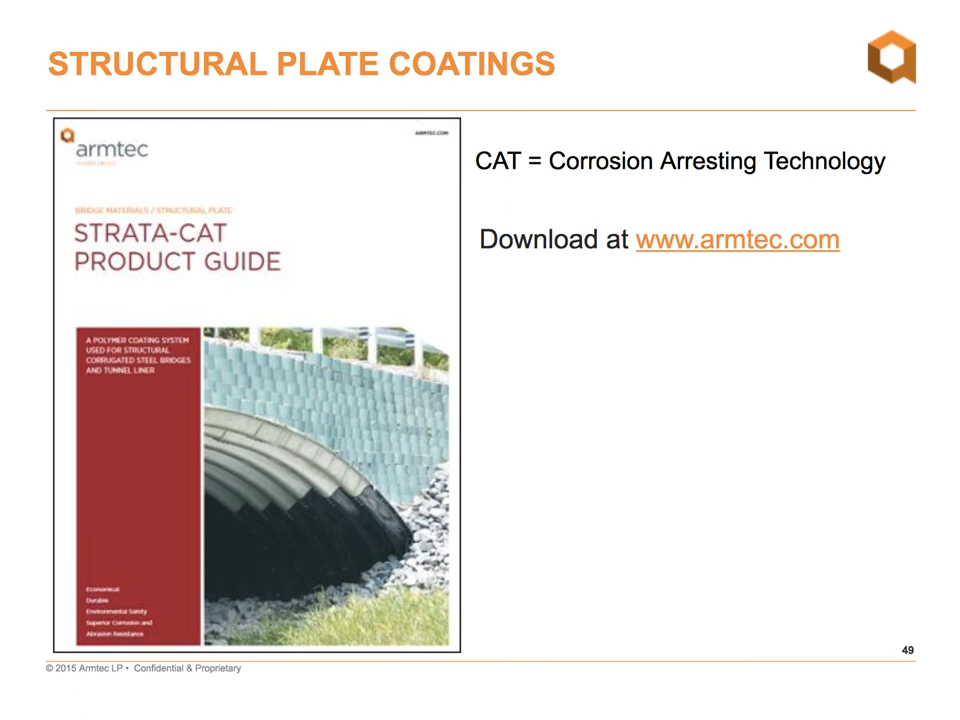 STRUCTURAL PLATE COATINGS
armtec
ARMTEC.COM
BRIDGE MATERIALS / STRUCTURAL PLATE
STRATA-CAT
PRODUCT GUIDE
A POLYMER COATING SYSTEM
USED FOR STRUCTURAL
CORRUGATED STEEL BRIDGES
AND TUNNEL LINER
Economical
Durable
Environmental Safety
Superior Corrosion and
Abrasion Resistance
CAT = Corrosion Arresting Technology
Download at www.armtec.com
49
© 2015 Armtec LP • Confidential & Proprietary